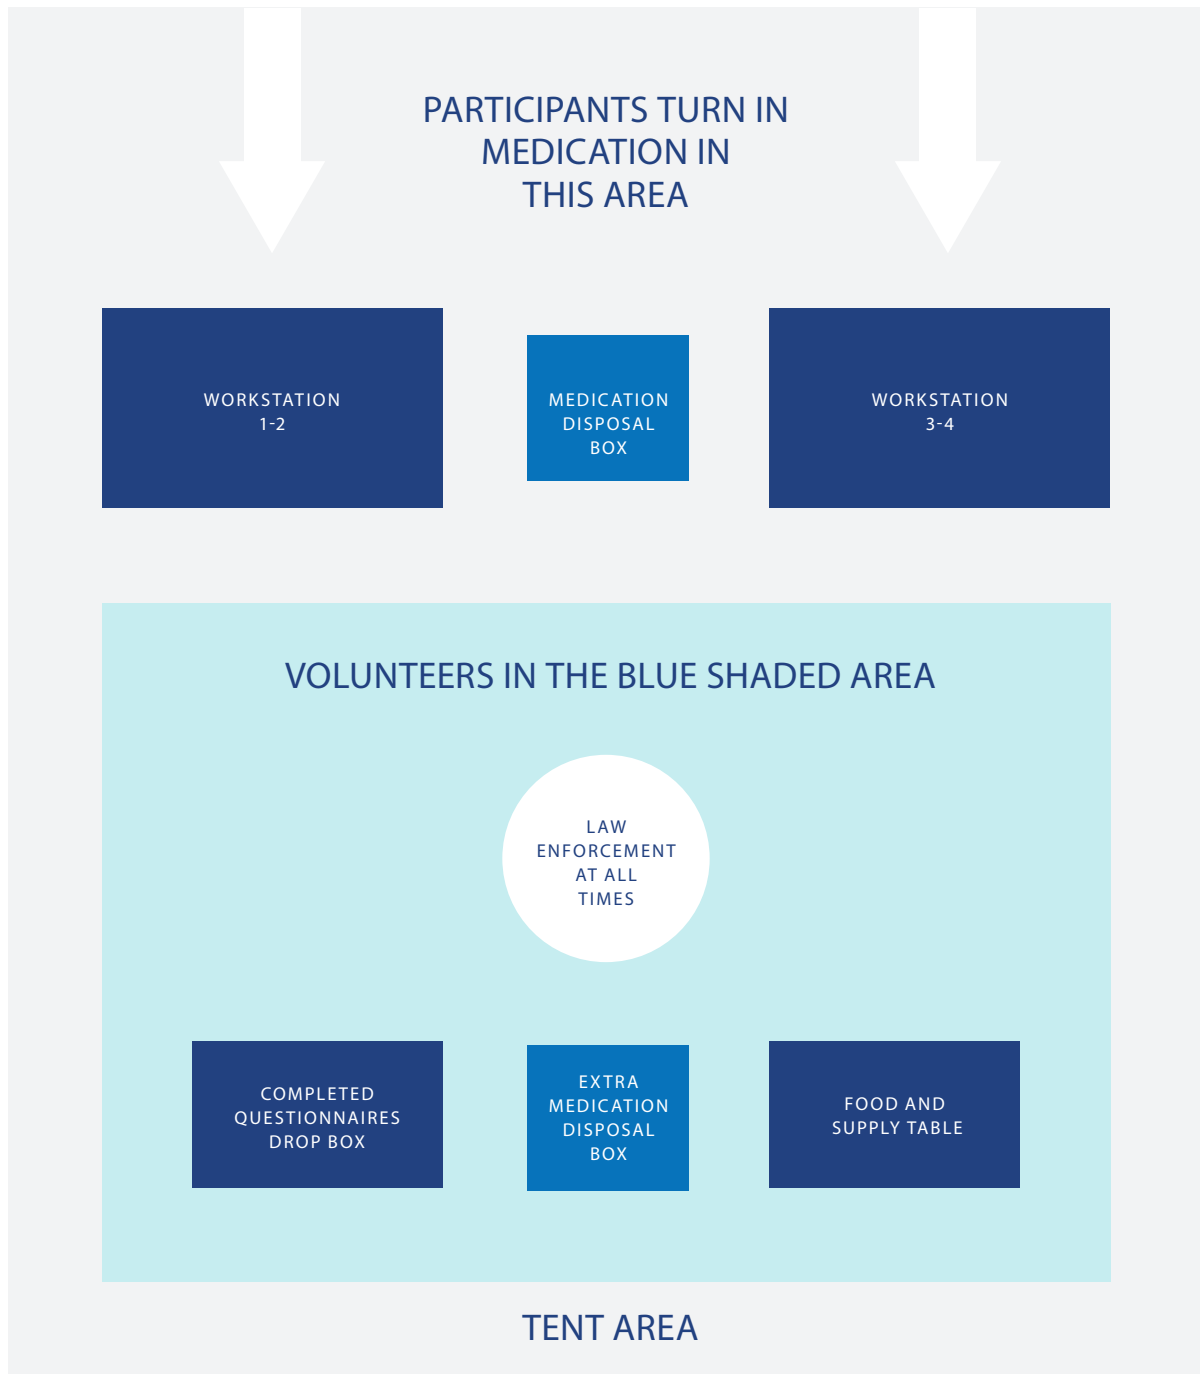 PARTICIPANTS TURN IN
MEDICATION IN
THIS AREA
WORKSTATION
1-2
MEDICATION
DISPOSAL
BOX
WORKSTATION
3-4
VOLUNTEERS IN THE BLUE SHADED AREA
LAW
ENFORCEMENT
AT ALL
TIMES
COMPLETED
QUESTIONNAIRES
DROP BOX
EXTRA
MEDICATION
DISPOSAL
BOX
FOOD AND
SUPPLY TABLE
TENT AREA